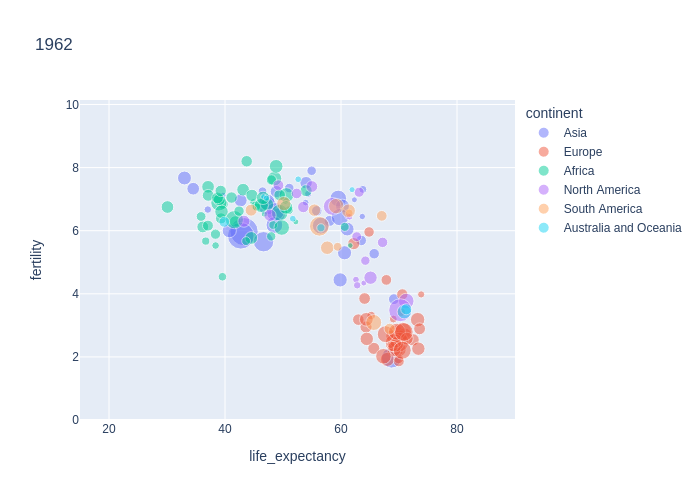 1962
continent
Asia
Europe
Africa
North America
South America
Australia and Oceania
fertility
10
8
6
4
2
0
20
40
60
80
life_expectancy